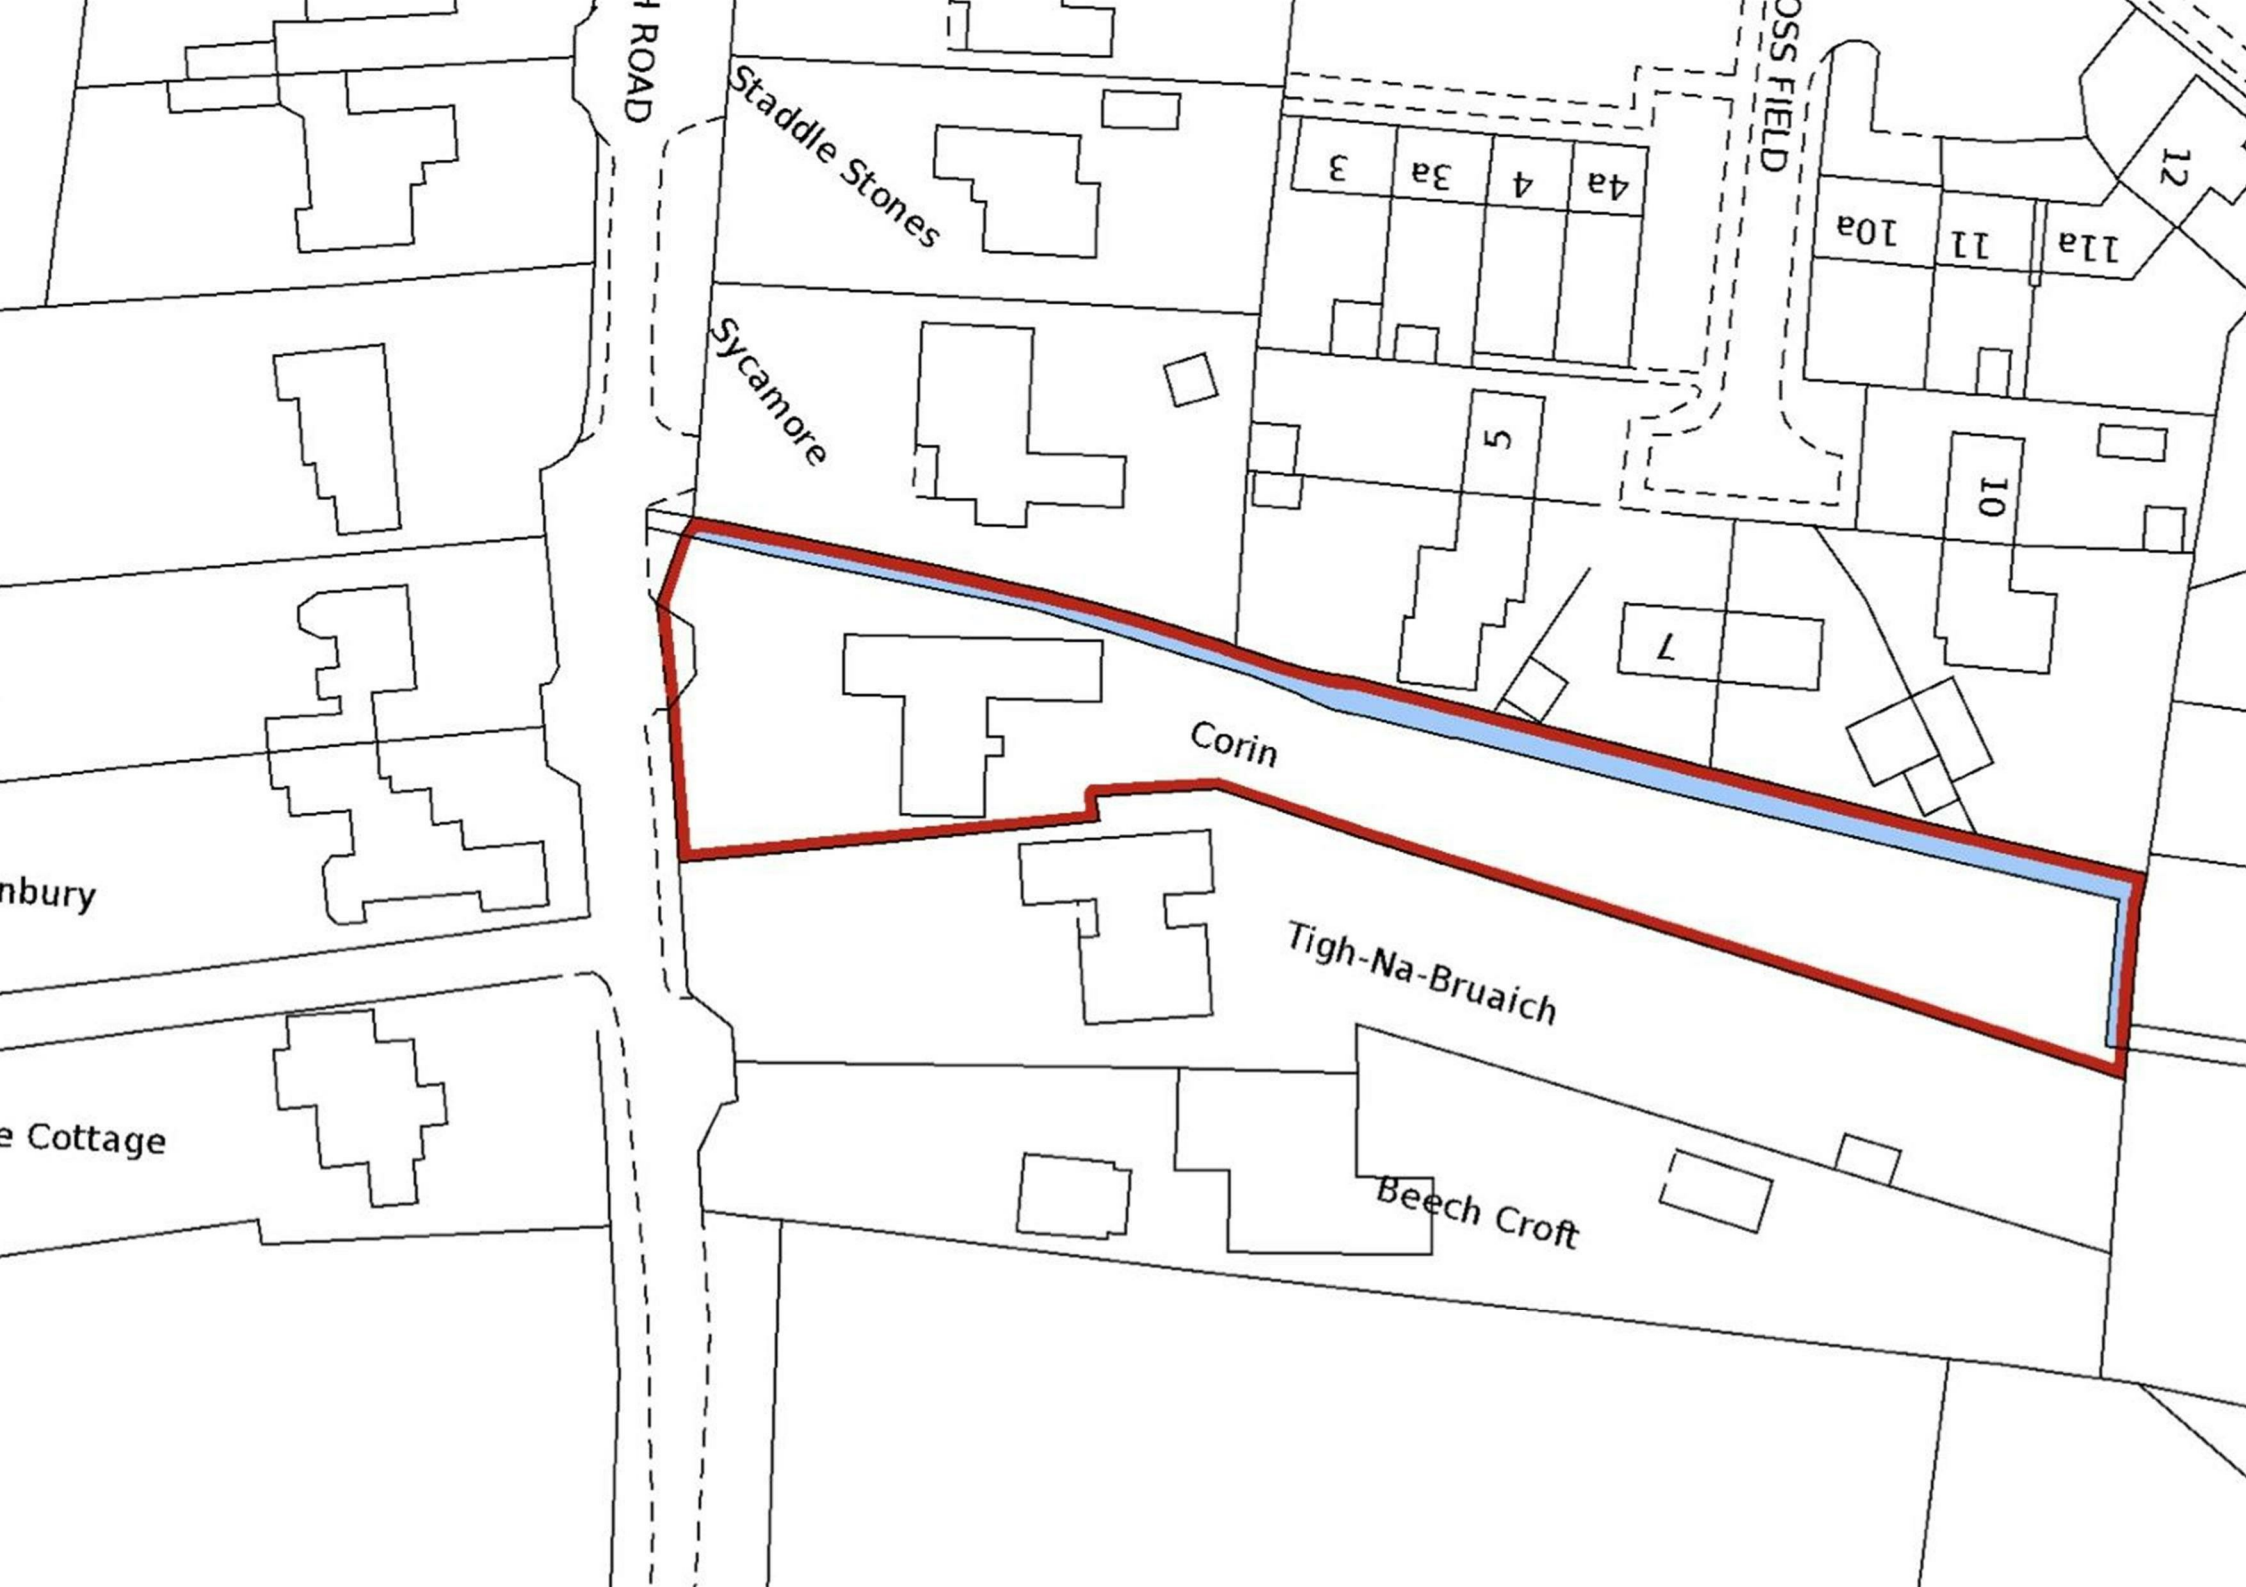 H ROAD
OSS FIELD
Staddle Stones
3
3a
4
4a
12
10a
11
11a
Sycamore
5
10
7
Corin
nbury
Tigh-Na-Bruaich
e Cottage
Beech Croft